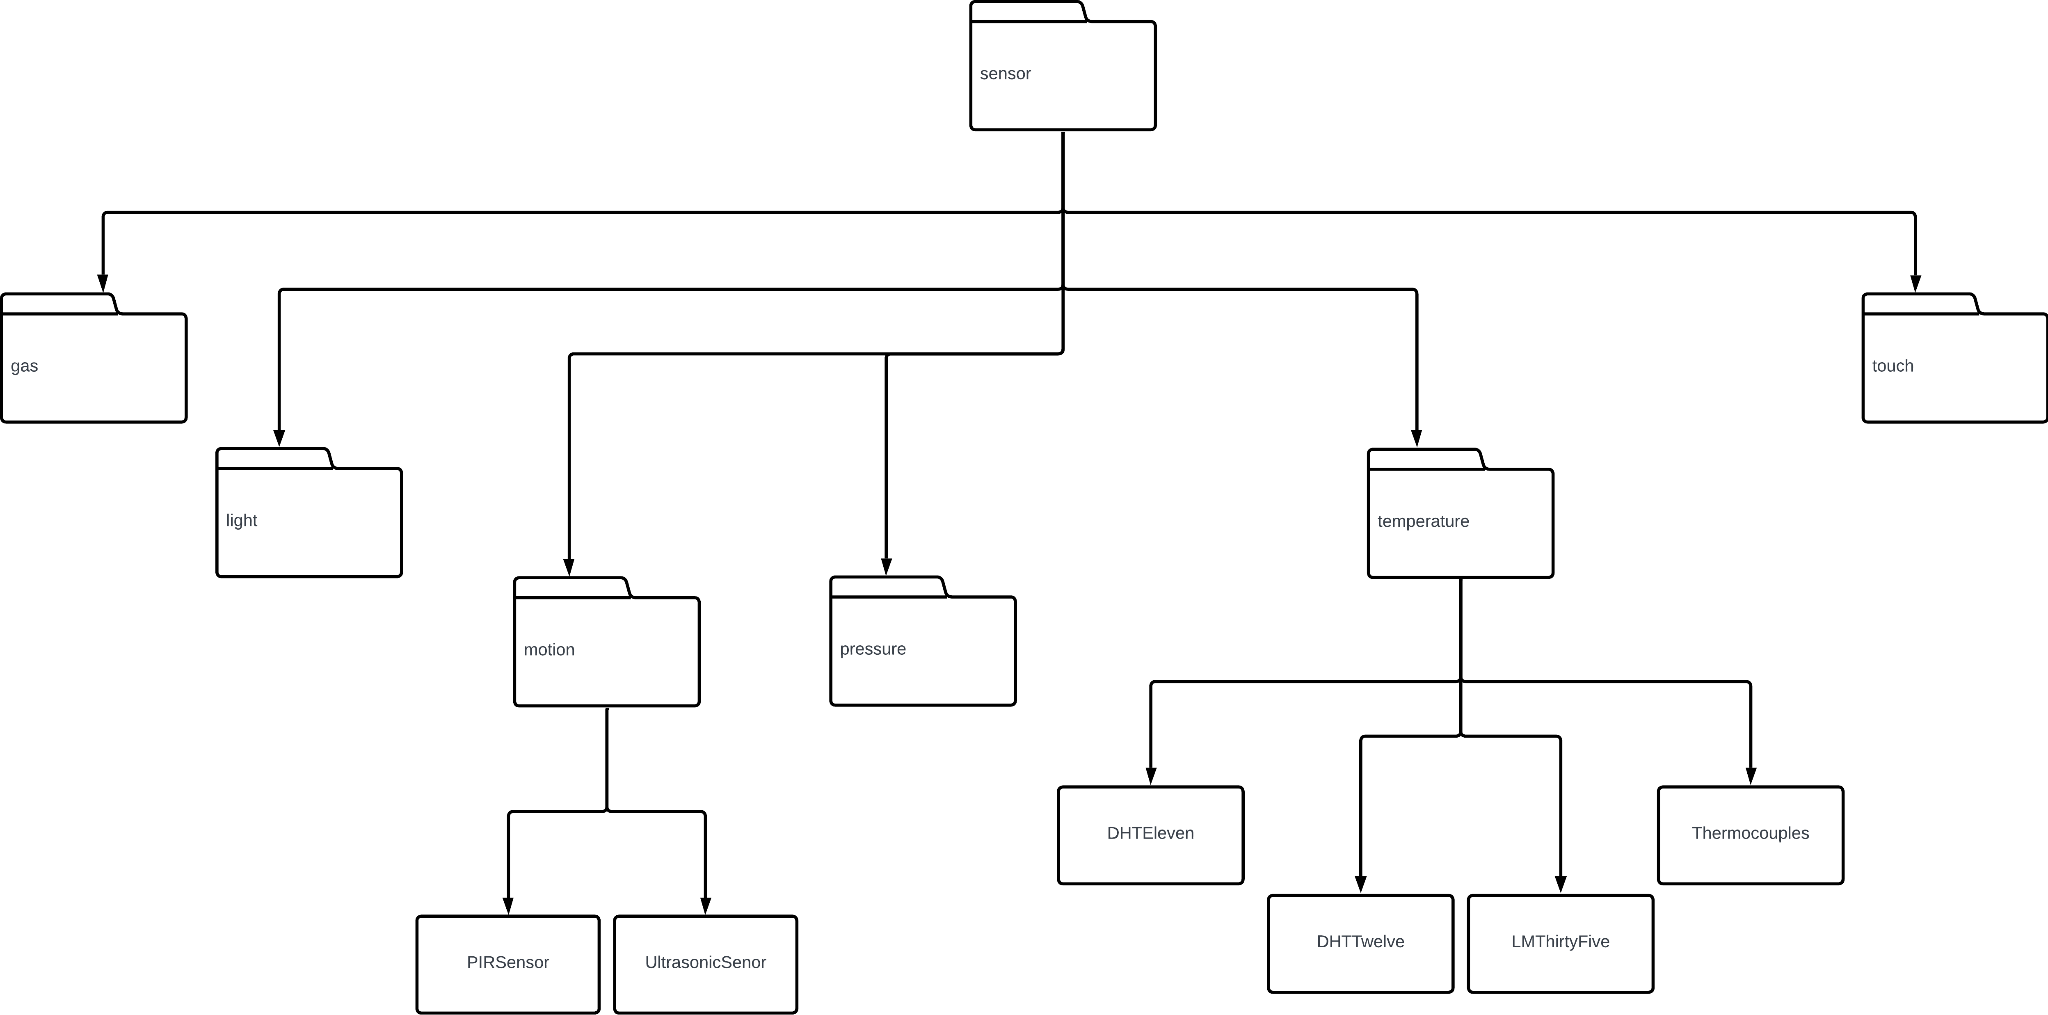 sensor
gas
touch
light
temperature
motion
pressure
DHTEleven
Thermocouples
DHTTwelve
LMThirtyFive
PIRSensor
UltrasonicSenor